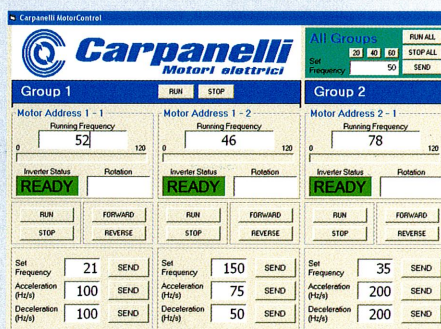 Carpanelli MotorControl
Carpanelli
Motori elettrici
All Groups
20 40 60
Set Frequency 50
RUN ALL
STOP ALL
SEND
Group 1 RUN STOP
Group 2
Motor Address 1 - 1
Running Frequency
52
0 120
Inverter Status Rotation
READY
RUN FORWARD
STOP REVERSE
Set Frequency 21 SEND
Acceleration (Hz/s) 100 SEND
Deceleration (Hz/s) 100 SEND
Motor Address 1 - 2
Running Frequency
46
0 120
Inverter Status Rotation
READY
RUN FORWARD
STOP REVERSE
Set Frequency 150 SEND
Acceleration (Hz/s) 75 SEND
Deceleration (Hz/s) 50 SEND
Motor Address 2 - 1
Running Frequency
78
0 120
Inverter Status Rotation
READY
RUN FORWARD
STOP REVERSE
Set Frequency 35 SEND
Acceleration (Hz/s) 200 SEND
Deceleration (Hz/s) 200 SEND